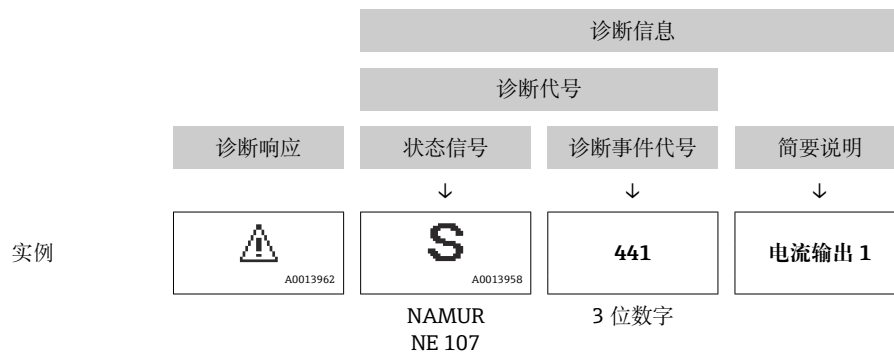 诊断信息
诊断代号
诊断响应 状态信号 诊断事件代号 简要说明
↓ ↓ ↓
实例 S 441 电流输出 1
A0013962 A0013958
NAMUR 3 位数字
NE 107